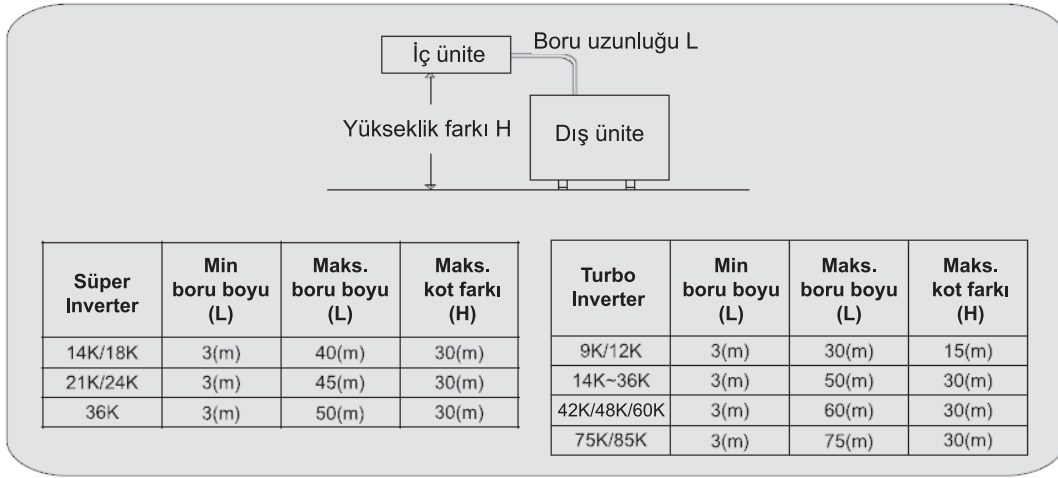 İç ünite
Boru uzunluğu L
Yükseklik farkı H
Dış ünite
Süper Inverter
Min boru boyu (L)
Maks. boru boyu (L)
Maks. kot farkı (H)
14K/18K 3(m) 40(m) 30(m)
21K/24K 3(m) 45(m) 30(m)
36K 3(m) 50(m) 30(m)
Turbo Inverter
Min boru boyu (L)
Maks. boru boyu (L)
Maks. kot farkı (H)
9K/12K 3(m) 30(m) 15(m)
14K~36K 3(m) 50(m) 30(m)
42K/48K/60K 3(m) 60(m) 30(m)
75K/85K 3(m) 75(m) 30(m)